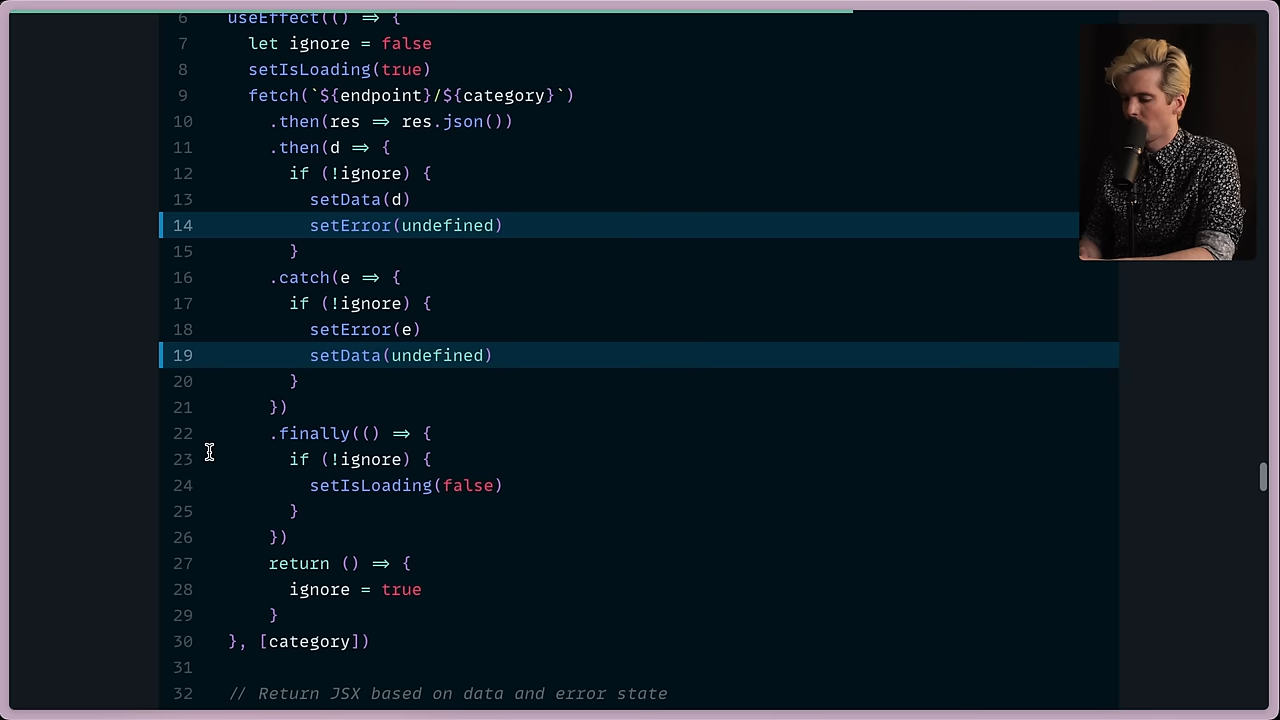 6 useEffect(() => {
7 let ignore = false
8 setIsLoading(true)
9 fetch(`${endpoint}/${category}`)
10 .then(res => res.json())
11 .then(d => {
12 if (!ignore) {
13 setData(d)
14 setError(undefined)
15 }
16 .catch(e => {
17 if (!ignore) {
18 setError(e)
19 setData(undefined)
20 }
21 })
22 .finally(() => {
23 if (!ignore) {
24 setIsLoading(false)
25 }
26 })
27 return () => {
28 ignore = true
29 }
30 }, [category])
31
32 // Return JSX based on data and error state